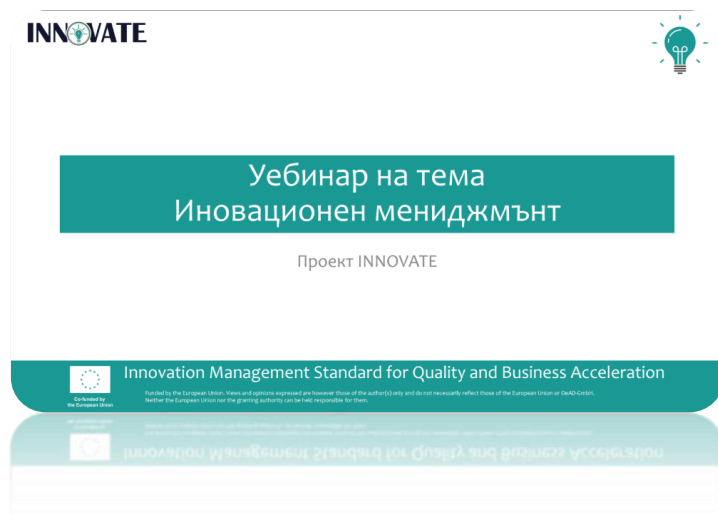 INNOVATE
Уебинар на тема
Иновационен мениджмънт
Проект INNOVATE
Co-funded by
the European Union
Innovation Management Standard for Quality and Business Acceleration
Funded by the European Union. Views and opinions expressed are however those of the author(s) only and do not necessarily reflect those of the European Union or OeAD-GmbH.
Neither the European Union nor the granting authority can be held responsible for them.